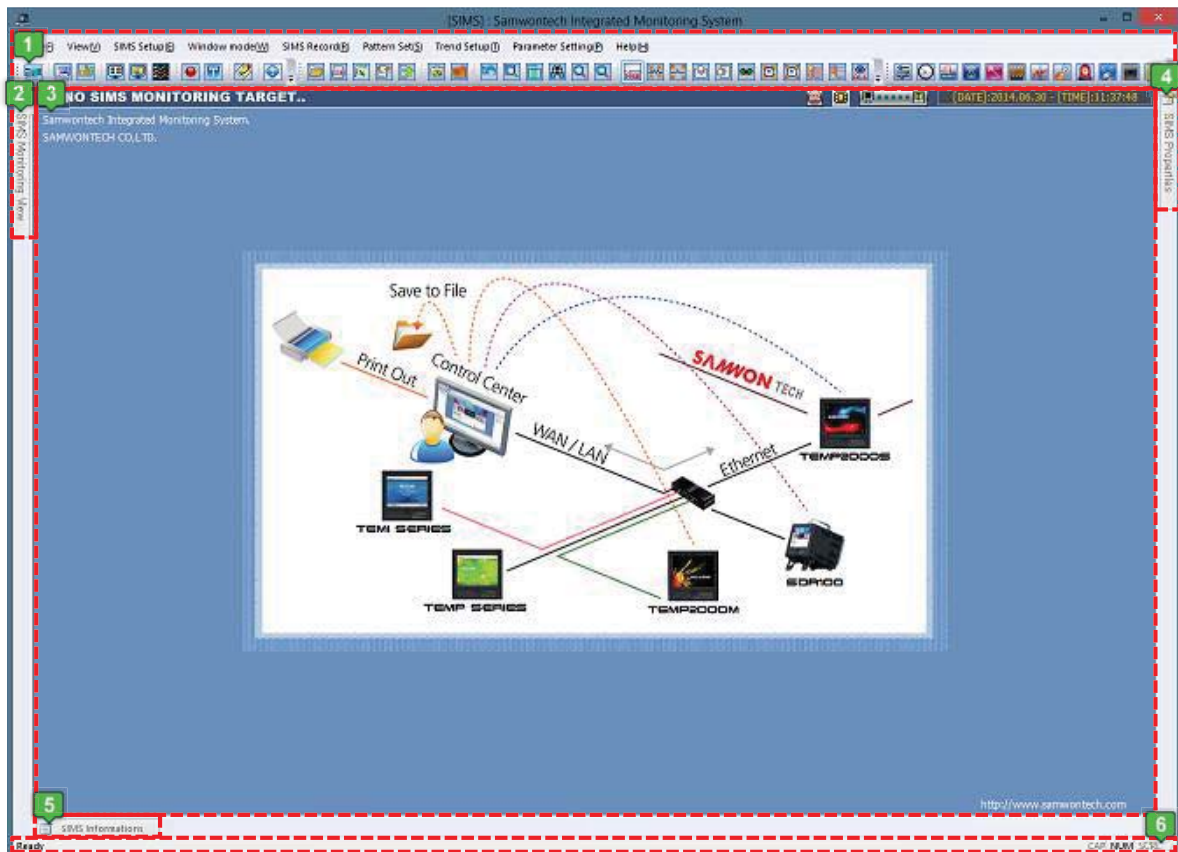 [SIMS] : Samwontech Integrated Monitoring System
1
View(V) SIMS Setup(E) Window mode(W) SIMS Record(R) Pattern Set(S) Trend Setup(T) Parameter Setting(P) Help(H)
4
2
3
NO SIMS MONITORING TARGET..
[DATE]:2014.06.30 - [TIME]:11:37:48
Samwontech Integrated Monitoring System.
SAMWONTECH CO,LTD.
SIMS Monitoring View
SIMS Properties
Save to File
Print Out
Control Center
SAMWON TECH
WAN / LAN
Ethernet
TEMP2000S
TEMI SERIES
SDR100
TEMP SERIES
TEMP2000M
http://www.samwontech.com
5
SIMS Informations
6
Ready
CAP NUM